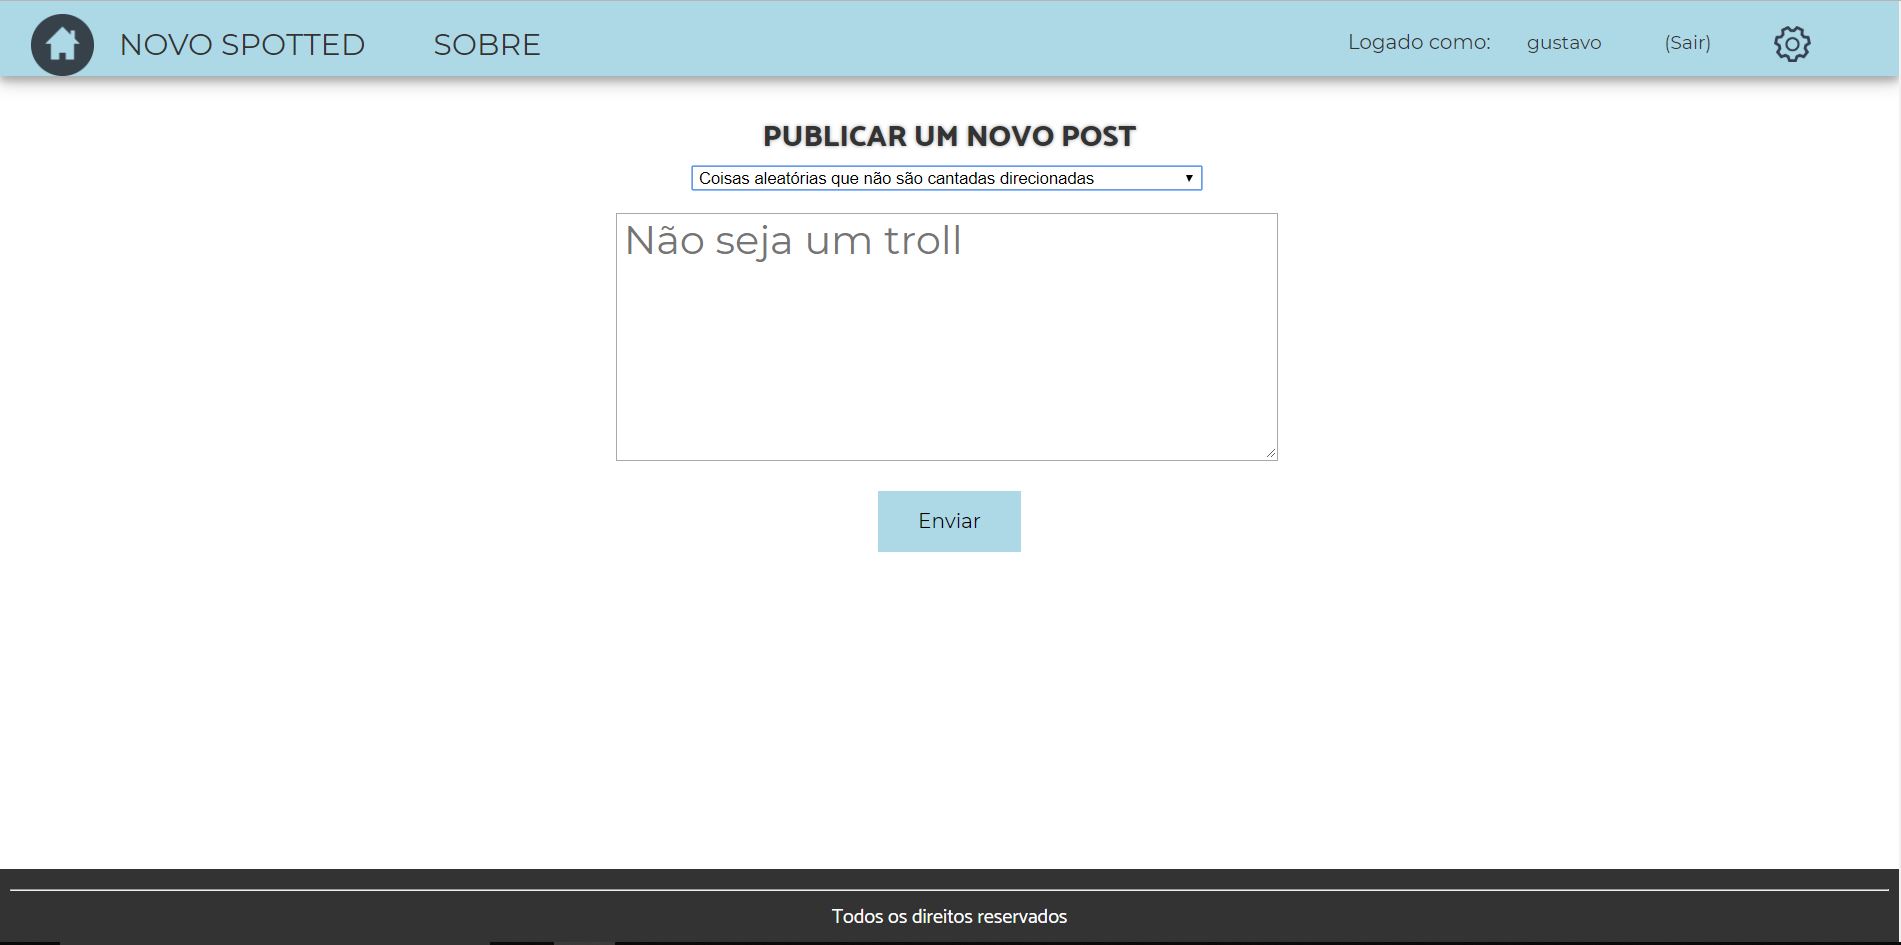 NOVO SPOTTED SOBRE Logado como: gustavo (Sair)
PUBLICAR UM NOVO POST
Coisas aleatórias que não são cantadas direcionadas
Não seja um troll
Enviar
Todos os direitos reservados